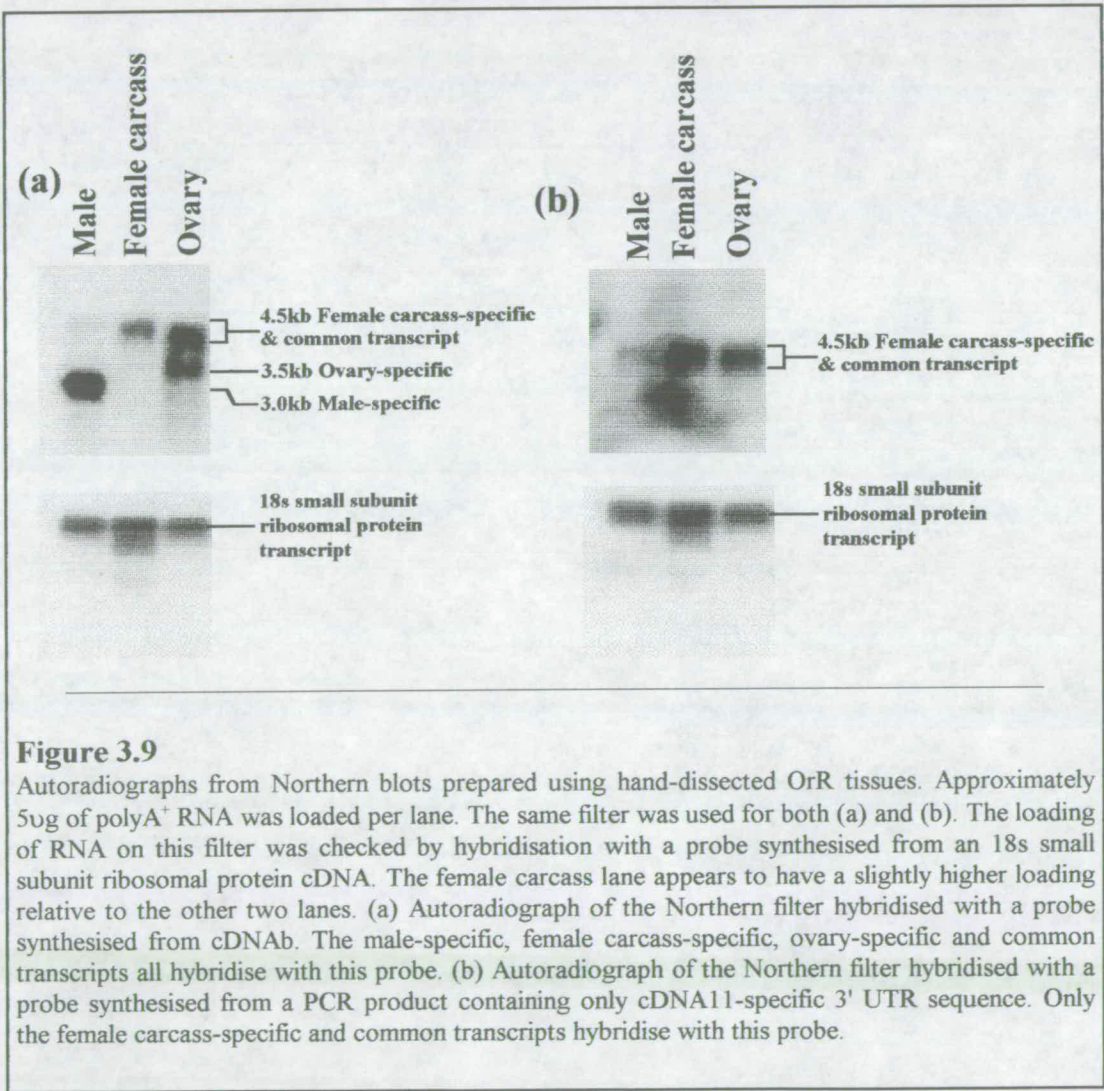 (a)
Male
Female carcass
Ovary
4.5kb Female carcass-specific
& common transcript
3.5kb Ovary-specific
3.0kb Male-specific
18s small subunit
ribosomal protein
transcript
(b)
Male
Female carcass
Ovary
4.5kb Female carcass-specific
& common transcript
18s small subunit
ribosomal protein
transcript
Figure 3.9
Autoradiographs from Northern blots prepared using hand-dissected OrR tissues. Approximately
5υg of polyA⁺ RNA was loaded per lane. The same filter was used for both (a) and (b). The loading
of RNA on this filter was checked by hybridisation with a probe synthesised from an 18s small
subunit ribosomal protein cDNA. The female carcass lane appears to have a slightly higher loading
relative to the other two lanes. (a) Autoradiograph of the Northern filter hybridised with a probe
synthesised from cDNAb. The male-specific, female carcass-specific, ovary-specific and common
transcripts all hybridise with this probe. (b) Autoradiograph of the Northern filter hybridised with a
probe synthesised from a PCR product containing only cDNA11-specific 3' UTR sequence. Only
the female carcass-specific and common transcripts hybridise with this probe.